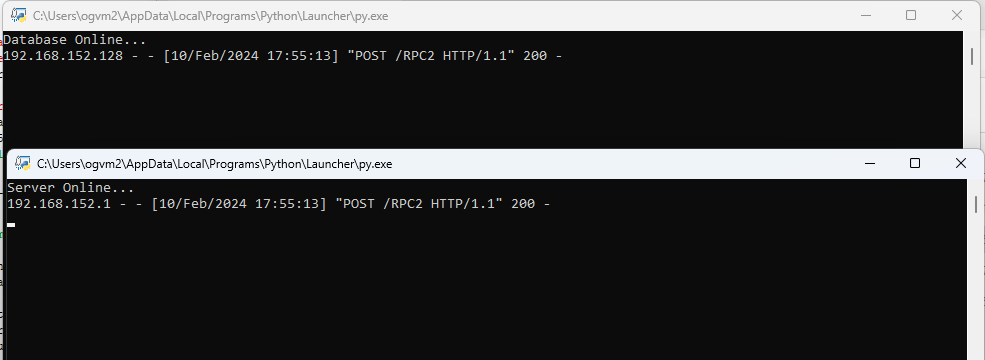 C:\Users\ogvm2\AppData\Local\Programs\Python\Launcher\py.exe
Database Online...
192.168.152.128 - - [10/Feb/2024 17:55:13] "POST /RPC2 HTTP/1.1" 200 -
C:\Users\ogvm2\AppData\Local\Programs\Python\Launcher\py.exe
Server Online...
192.168.152.1 - - [10/Feb/2024 17:55:13] "POST /RPC2 HTTP/1.1" 200 -